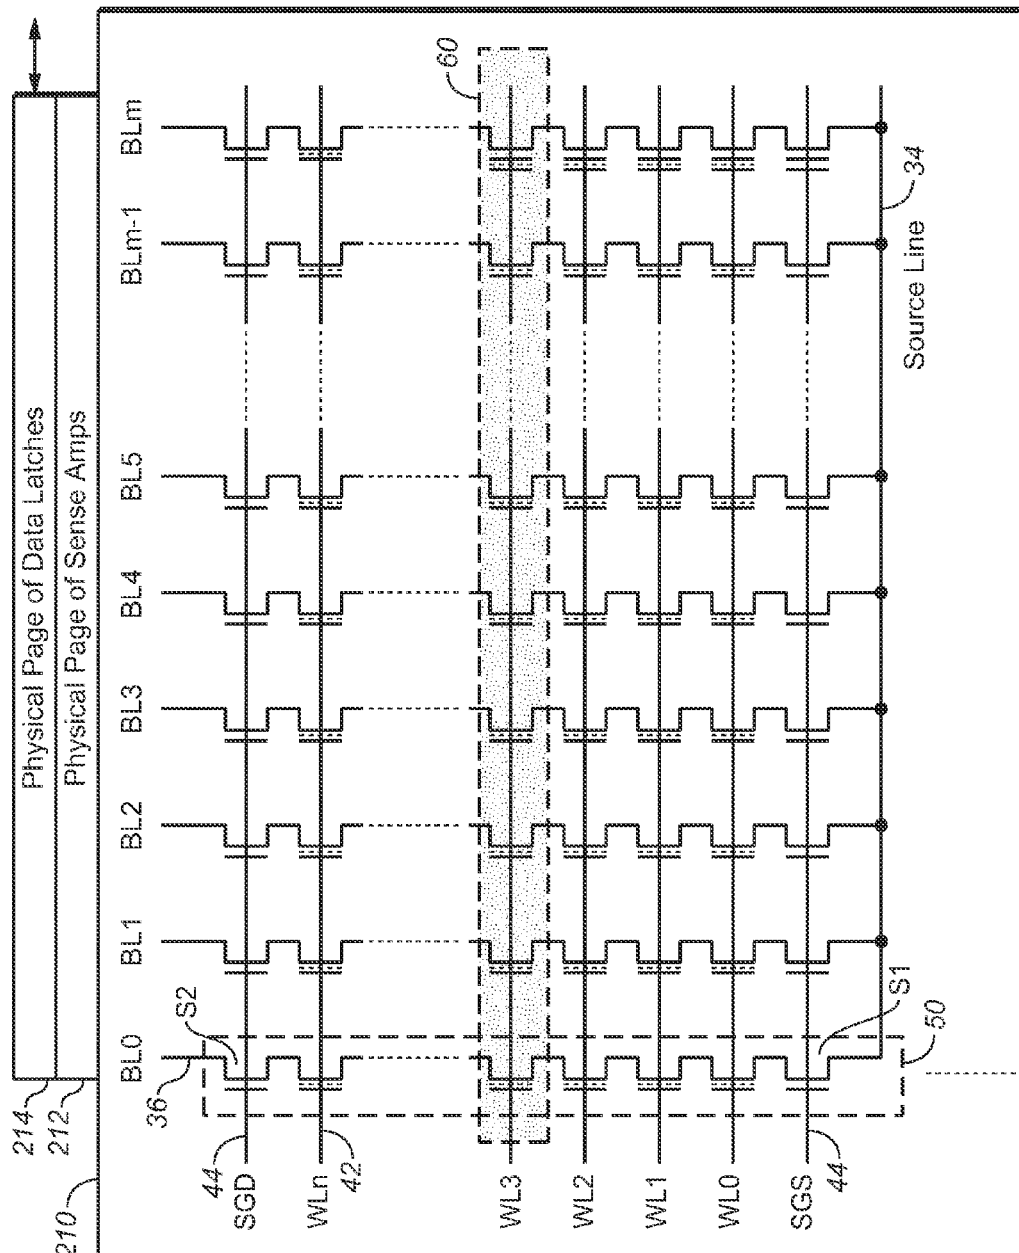 210
212
214
Physical Page of Data Latches
Physical Page of Sense Amps
BL0
BL1
BL2
BL3
BL4
BL5
BLm-1
BLm
36
S2
44
SGD
WLn
42
60
WL3
WL2
WL1
WL0
SGS
44
S1
50
34
Source Line